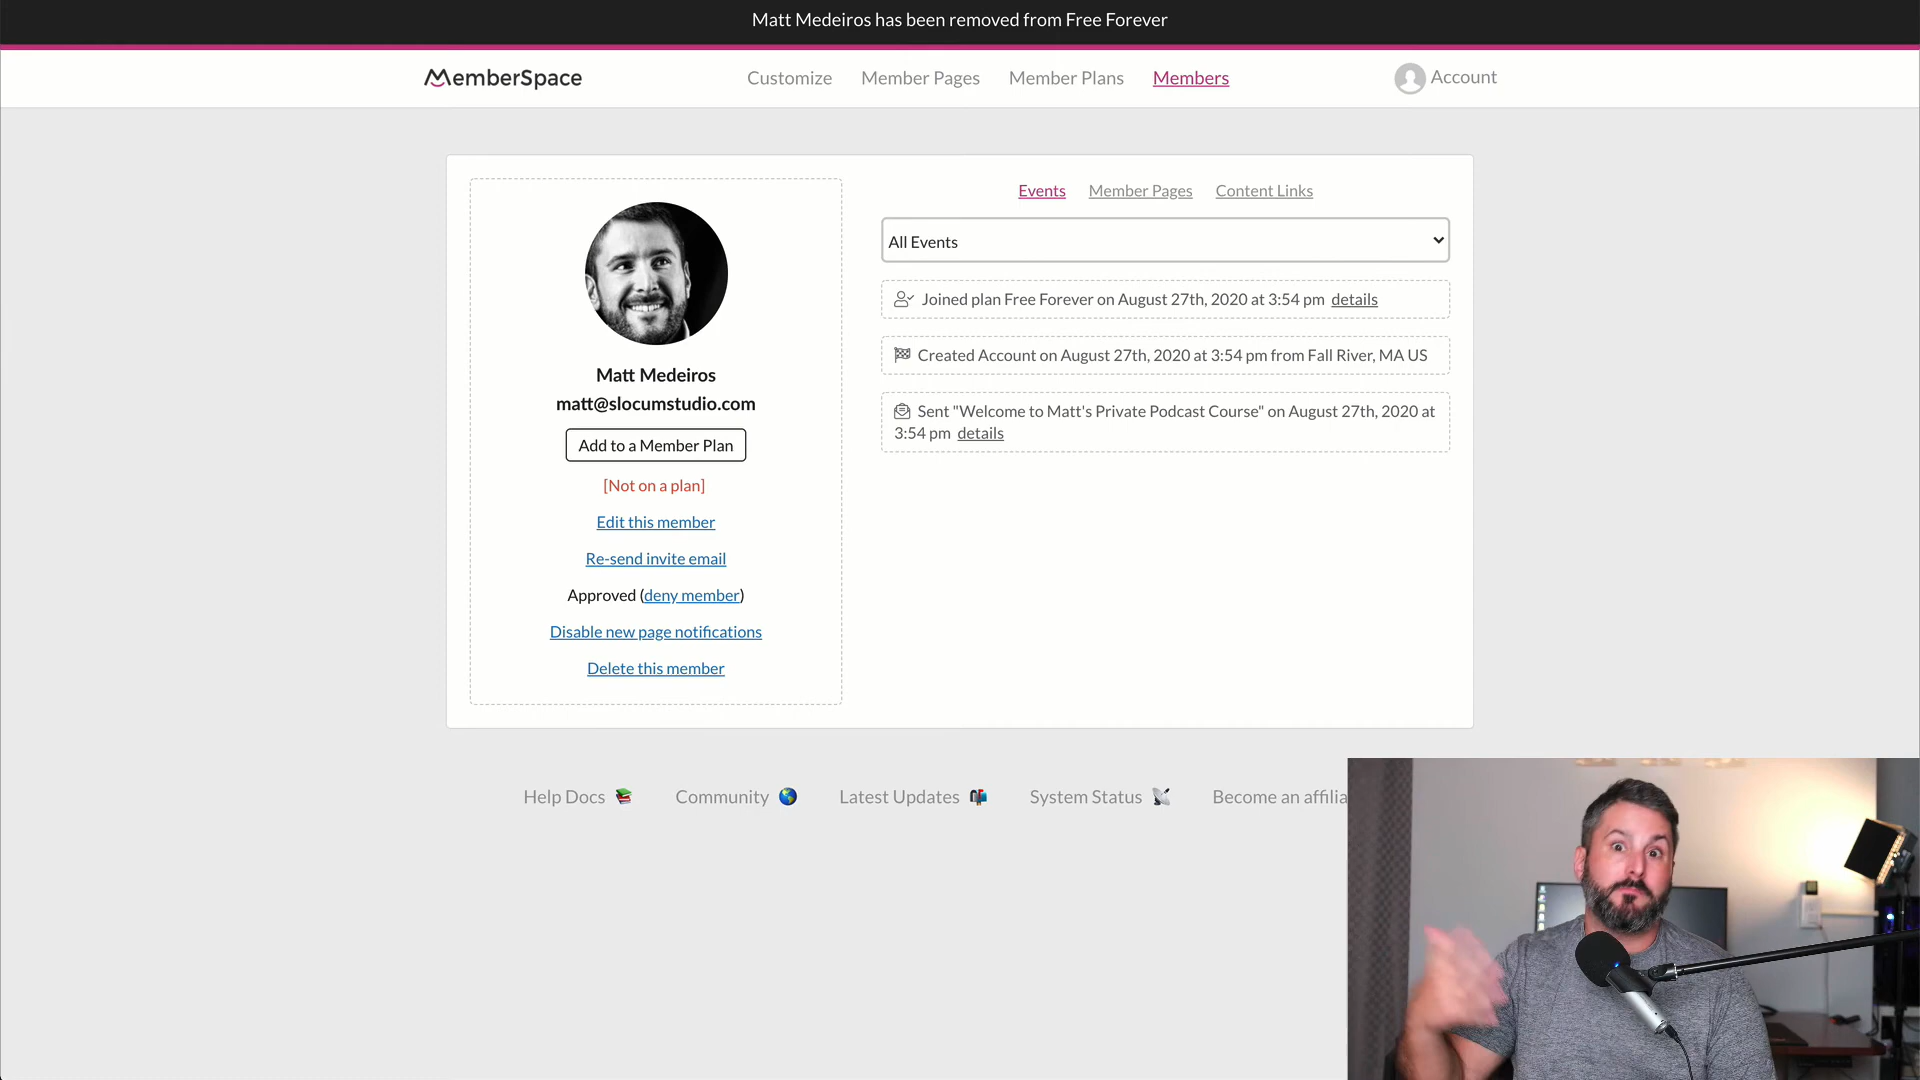 Matt Medeiros has been removed from Free Forever
MemberSpace
Customize
Member Pages
Member Plans
Members
Account
Matt Medeiros
matt@slocumstudio.com
Add to a Member Plan
[Not on a plan]
Edit this member
Re-send invite email
Approved (deny member)
Disable new page notifications
Delete this member
Events
Member Pages
Content Links
All Events
Joined plan Free Forever on August 27th, 2020 at 3:54 pm details
Created Account on August 27th, 2020 at 3:54 pm from Fall River, MA US
Sent "Welcome to Matt's Private Podcast Course" on August 27th, 2020 at
3:54 pm details
Help Docs
Community
Latest Updates
System Status
Become an affilia